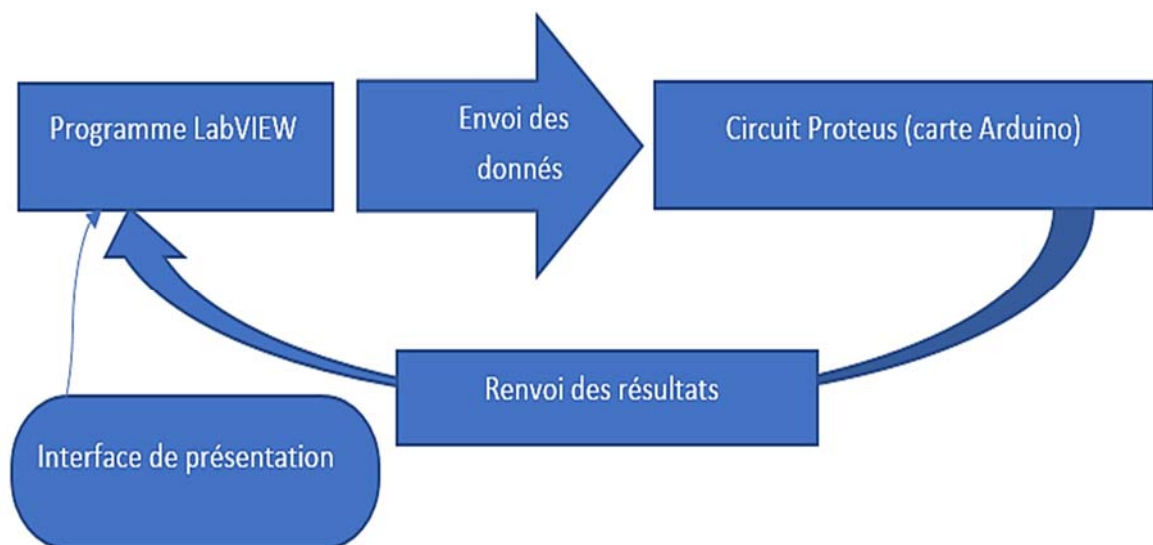 Programme LabVIEW
Envoi des
donnés
Circuit Proteus (carte Arduino)
Renvoi des résultats
Interface de présentation